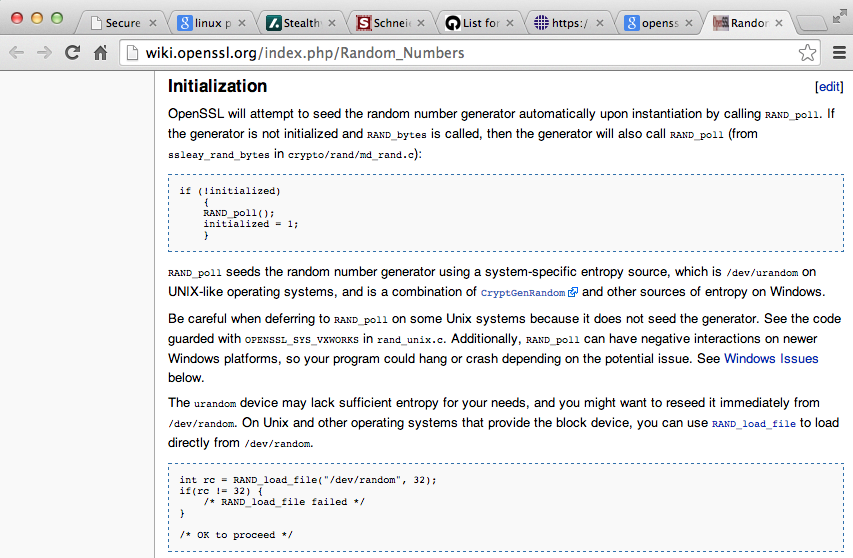 Secure
linux p
Stealth
Schnei
List for
https:/
openss
Randor
wiki.openssl.org/index.php/Random_Numbers
Initialization
[edit]
OpenSSL will attempt to seed the random number generator automatically upon instantiation by calling RAND_poll. If
the generator is not initialized and RAND_bytes is called, then the generator will also call RAND_poll (from
ssleay_rand_bytes in crypto/rand/md_rand.c):
if (!initialized)
    {
    RAND_poll();
    initialized = 1;
    }
RAND_poll seeds the random number generator using a system-specific entropy source, which is /dev/urandom on
UNIX-like operating systems, and is a combination of CryptGenRandom and other sources of entropy on Windows.
Be careful when deferring to RAND_poll on some Unix systems because it does not seed the generator. See the code
guarded with OPENSSL_SYS_VXWORKS in rand_unix.c. Additionally, RAND_poll can have negative interactions on newer
Windows platforms, so your program could hang or crash depending on the potential issue. See Windows Issues
below.
The urandom device may lack sufficient entropy for your needs, and you might want to reseed it immediately from
/dev/random. On Unix and other operating systems that provide the block device, you can use RAND_load_file to load
directly from /dev/random.
int rc = RAND_load_file("/dev/random", 32);
if(rc != 32) {
    /* RAND_load_file failed */
}
/* OK to proceed */